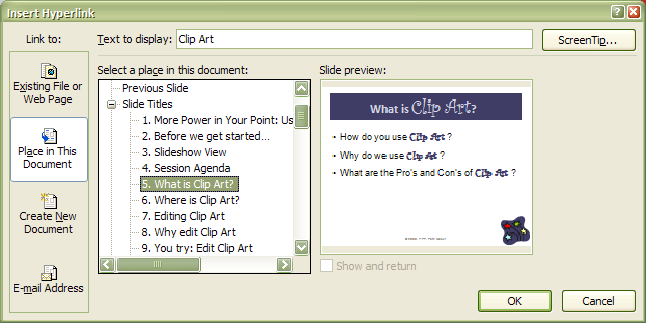 Insert Hyperlink
Link to:
Text to display: Clip Art
ScreenTip...
Existing File or
Web Page
Place in This
Document
Create New
Document
E-mail Address
Select a place in this document:
Previous Slide
Slide Titles
1. More Power in Your Point: Us
2. Before we get started...
3. Slideshow View
4. Session Agenda
5. What is Clip Art?
6. Where is Clip Art?
7. Editing Clip Art
8. Why edit Clip Art
9. You try: Edit Clip Art
Slide preview:
What is Clip Art?
• How do you use Clip Art ?
• Why do we use Clip Art ?
• What are the Pro's and Con's of Clip Art ?
Show and return
OK
Cancel